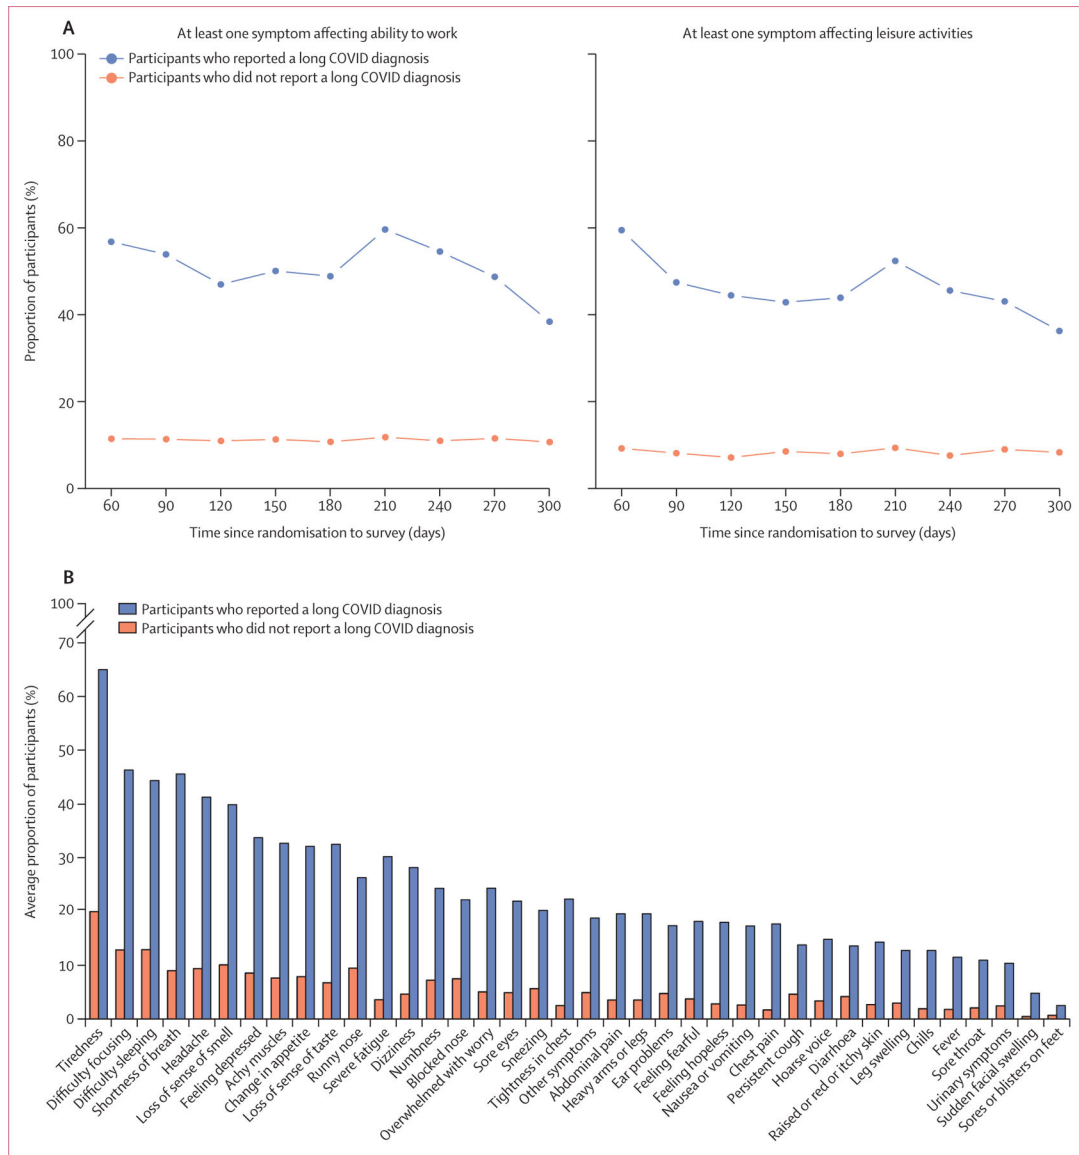 A
At least one symptom affecting ability to work
At least one symptom affecting leisure activities
Participants who reported a long COVID diagnosis
Participants who did not report a long COVID diagnosis
Proportion of participants (%)
100
80
60
40
20
0
60 90 120 150 180 210 240 270 300
60 90 120 150 180 210 240 270 300
Time since randomisation to survey (days)
Time since randomisation to survey (days)
B
Participants who reported a long COVID diagnosis
Participants who did not report a long COVID diagnosis
Average proportion of participants (%)
100
70
60
50
40
30
20
10
0
Tiredness
Difficulty focusing
Difficulty sleeping
Shortness of breath
Headache
Loss of sense of smell
Feeling depressed
Achy muscles
Change in appetite
Loss of sense of taste
Runny nose
Severe fatigue
Dizziness
Numbness
Blocked nose
Overwhelmed with worry
Sore eyes
Sneezing
Tightness in chest
Other symptoms
Abdominal pain
Heavy arms or legs
Ear problems
Feeling fearful
Feeling hopeless
Nausea or vomiting
Chest pain
Persistent cough
Hoarse voice
Diarrhoea
Raised or red or itchy skin
Leg swelling
Chills
Fever
Sore throat
Urinary symptoms
Sudden facial swelling
Sores or blisters on feet